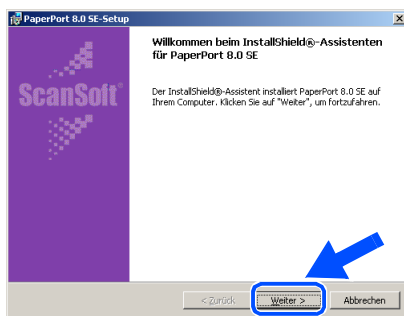 PaperPort 8.0 SE-Setup
Willkommen beim InstallShield®-Assistenten
für PaperPort 8.0 SE
ScanSoft®
Der InstallShield®-Assistent installiert PaperPort 8.0 SE auf
Ihrem Computer. Klicken Sie auf "Weiter", um fortzufahren.
< Zurück Weiter > Abbrechen